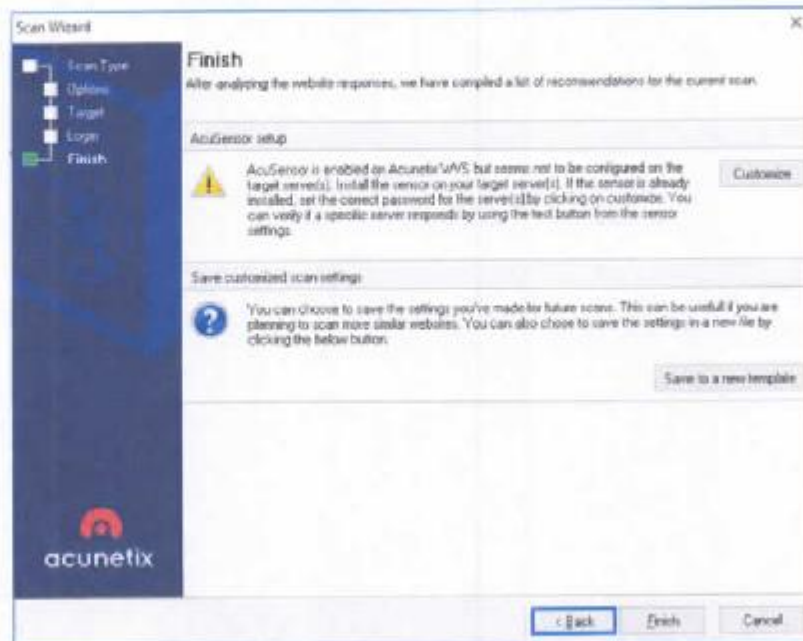 Scan Wizard
Scan Type
Options
Target
Login
Finish
Finish
After analyzing the website responses, we have compiled a list of recommendations for the current scan.
AcuSensor setup
AcuSensor is enabled on Acunetix WVS but seems not to be configured on the
target server(s). Install the sensor on your target server(s). If the sensor is already
installed, set the correct password for the server(s) by clicking on customize. You
can verify if a specific server responds by using the test button from the sensor
settings.
Customize
Save customized scan settings
You can choose to save the settings you've made for future scans. This can be usefull if you are
planning to scan more similar websites. You can also chose to save the settings in a new file by
clicking the below button.
Save to a new template
acunetix
< Back
Finish
Cancel